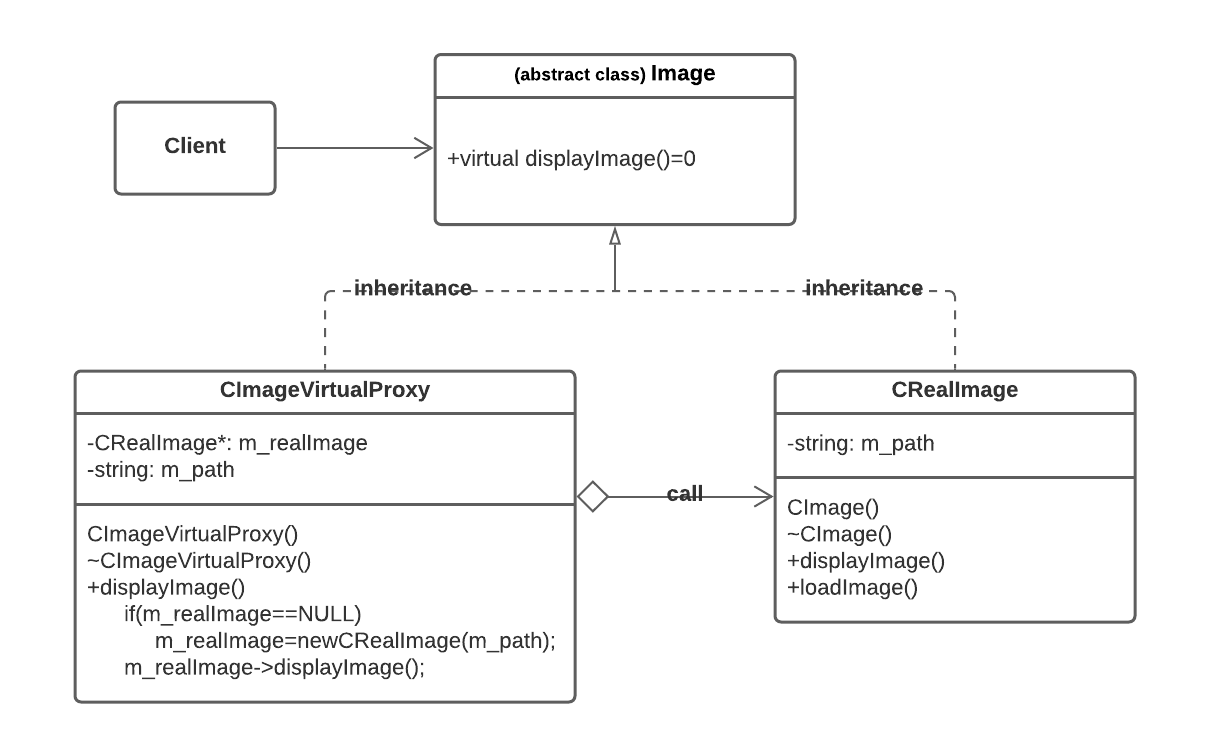 (abstract class) Image
Client
+virtual displayImage()=0
inheritance
inheritance
CImageVirtualProxy
-CRealImage*: m_realImage
-string: m_path
CImageVirtualProxy()
~CImageVirtualProxy()
+displayImage()
if(m_realImage==NULL)
m_realImage=newCRealImage(m_path);
m_realImage->displayImage();
call
CRealImage
-string: m_path
CImage()
~CImage()
+displayImage()
+loadImage()